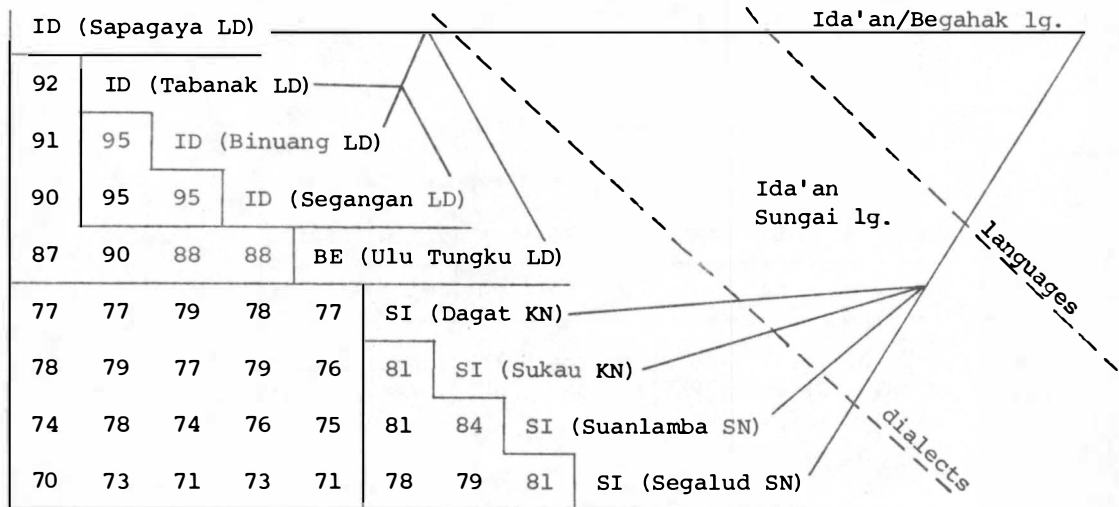 ID (Sapagaya LD) Ida'an/Begahak lg.
92 ID (Tabanak LD)
91 95 ID (Binuang LD)
90 95 95 ID (Segangan LD) Ida'an
Sungai lg.
languages
87 90 88 88 BE (Ulu Tungku LD)
77 77 79 78 77 SI (Dagat KN)
78 79 77 79 76 81 SI (Sukau KN)
74 78 74 76 75 81 84 SI (Suanlamba SN)
dialects
70 73 71 73 71 78 79 81 SI (Segalud SN)